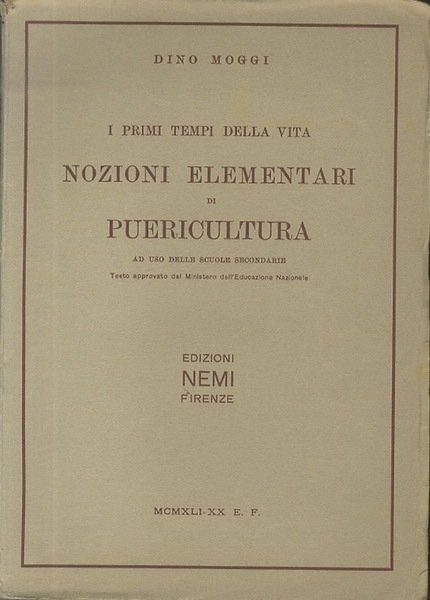 DINO MOGGI
I PRIMI TEMPI DELLA VITA
NOZIONI ELEMENTARI
DI
PUERICULTURA
AD USO DELLE SCUOLE SECONDARIE
Testo approvato dal Ministero dell'Educazione Nazionale
EDIZIONI
NEMI
FIRENZE
MCMXLI-XX E. F.